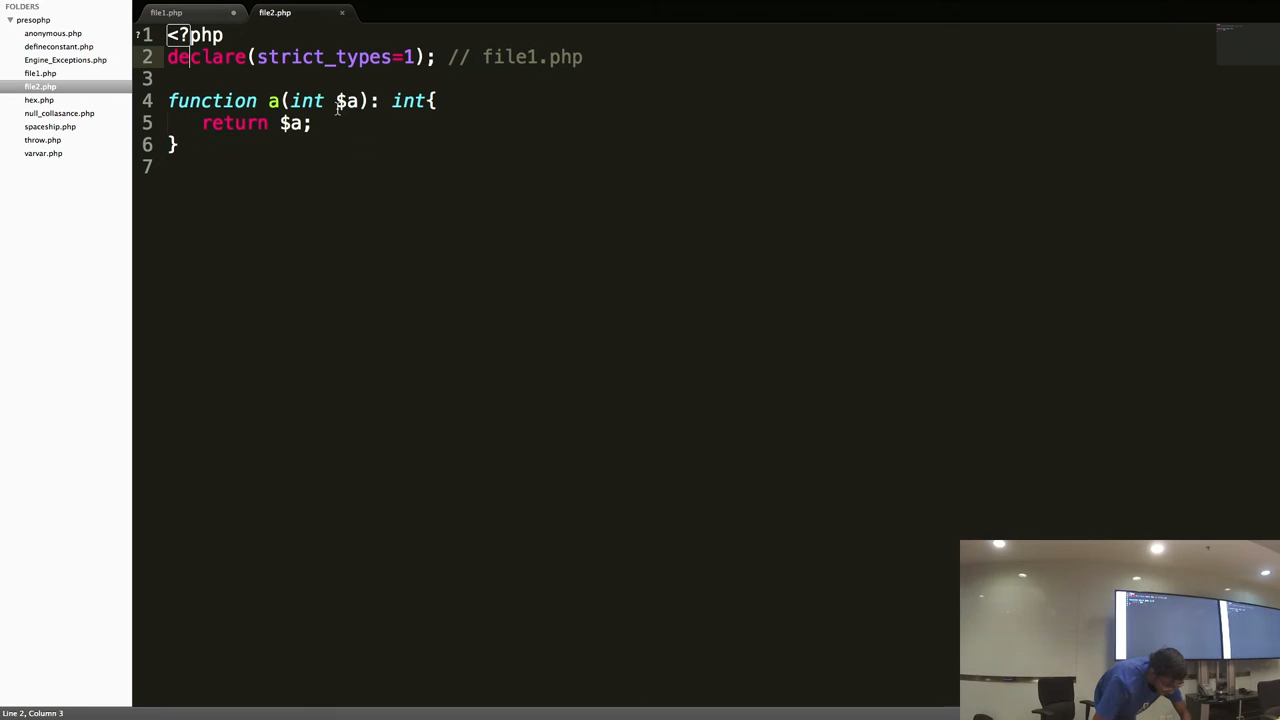 FOLDERS
presophp
anonymous.php
defineconstant.php
Engine_Exceptions.php
file1.php
file2.php
hex.php
null_collasance.php
spaceship.php
throw.php
varvar.php
file1.php
file2.php
1 <?php
2 declare(strict_types=1); // file1.php
3
4 function a(int $a): int{
5 return $a;
6 }
7
Line 2, Column 3